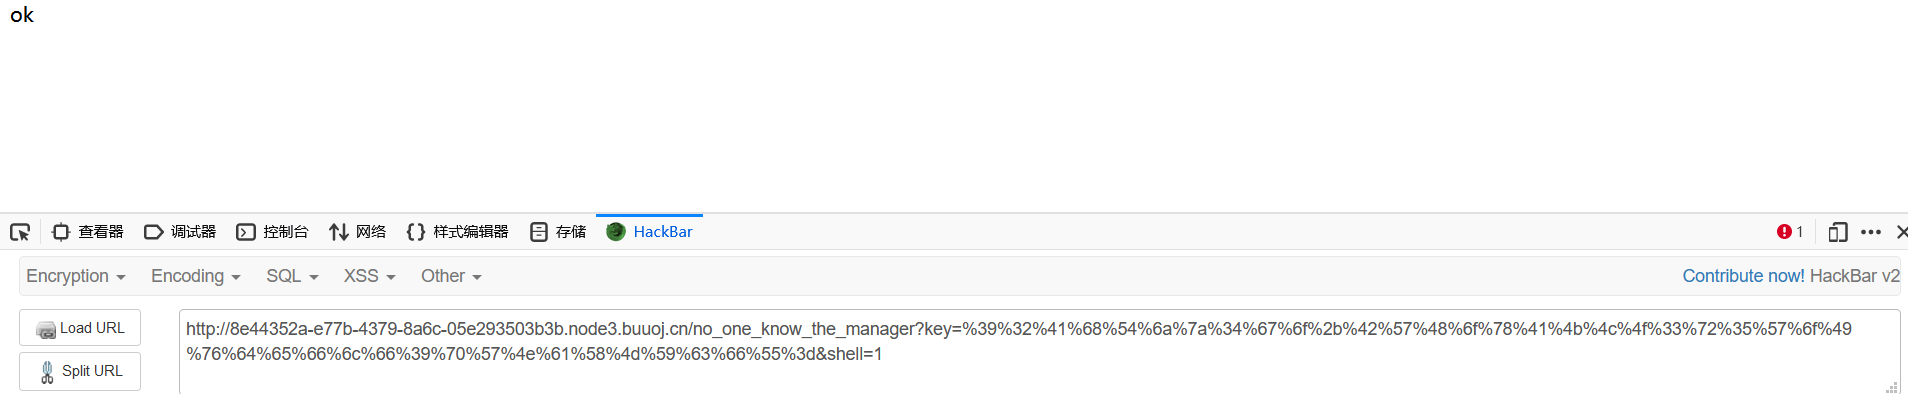 ok
查看器 调试器 控制台 网络 样式编辑器 存储 HackBar 1
Encryption Encoding SQL XSS Other Contribute now! HackBar v2
Load URL
http://8e44352a-e77b-4379-8a6c-05e293503b3b.node3.buuoj.cn/no_one_know_the_manager?key=%39%32%41%68%54%6a%7a%34%67%6f%2b%42%57%48%6f%78%41%4b%4c%4f%33%72%35%57%6f%49
%76%64%65%66%6c%66%39%70%57%4e%61%58%4d%59%63%66%55%3d&shell=1
Split URL